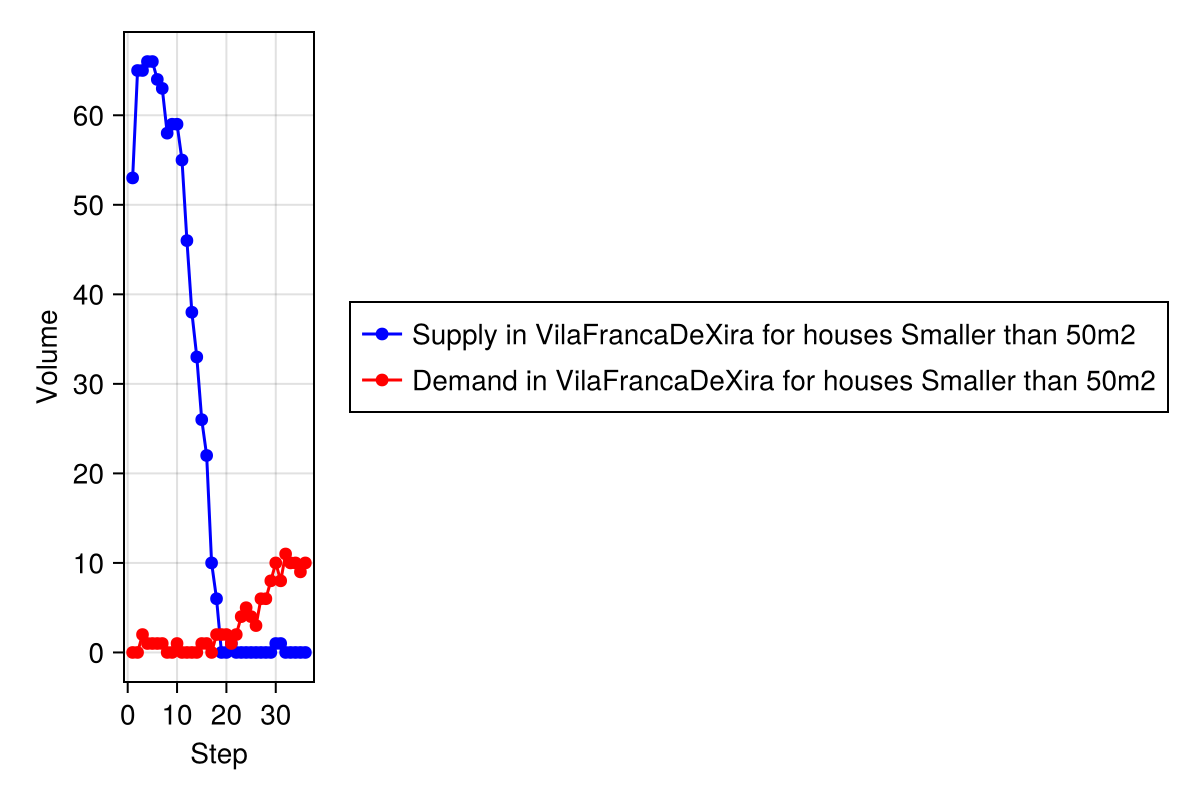 60
50
40
30
20
10
0
Volume
0 10 20 30
Step
Supply in VilaFrancaDeXira for houses Smaller than 50m2
Demand in VilaFrancaDeXira for houses Smaller than 50m2